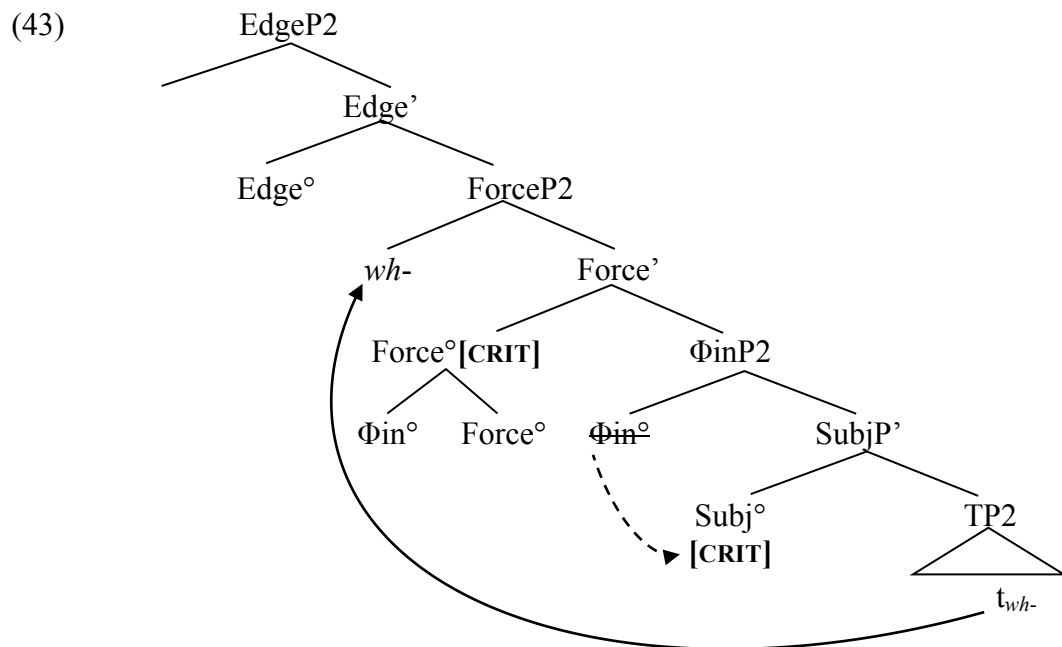 (43)
EdgeP2
Edge’
Edge°
ForceP2
wh-
Force’
Force°[CRIT]
ΦinP2
Φin°
Force°
Φin°
SubjP’
Subj°
TP2
[CRIT]
twh-